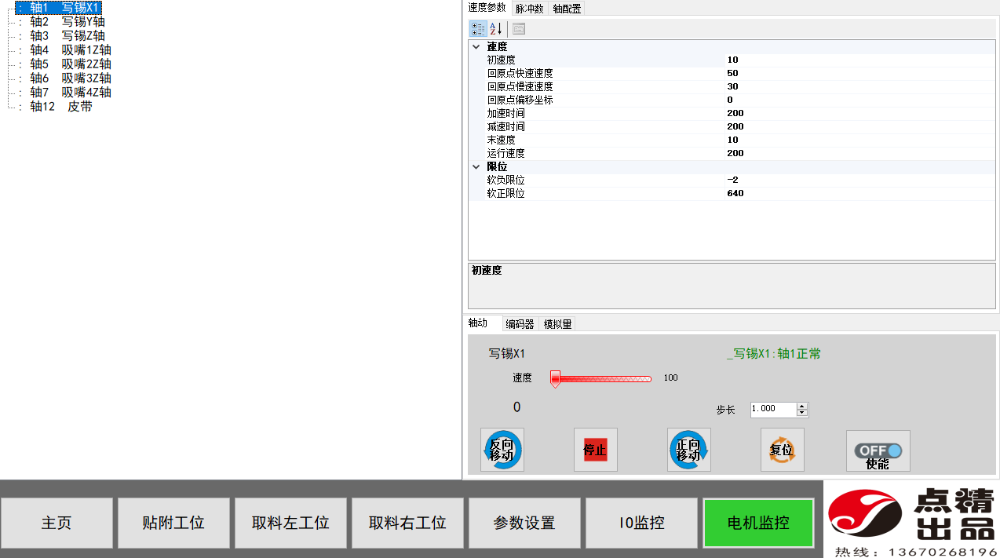 轴1 写锡X1
轴2 写锡Y轴
轴3 写锡Z轴
轴4 吸嘴1Z轴
轴5 吸嘴2Z轴
轴6 吸嘴3Z轴
轴7 吸嘴4Z轴
轴12 皮带
速度参数 脉冲数 轴配置
速度
初速度 10
回原点快速速度 50
回原点慢速速度 30
回原点偏移坐标 0
加速时间 200
减速时间 200
末速度 10
运行速度 200
限位
软负限位 -2
软正限位 640
初速度
轴动 编码器 模拟量
写锡X1 _写锡X1:轴1正常
速度 100
0 步长 1.000
反向移动 停止 正向移动 复位 OFF 使能
主页 贴附工位 取料左工位 取料右工位 参数设置 IO监控 电机监控
点精
出品
热线：13670268196